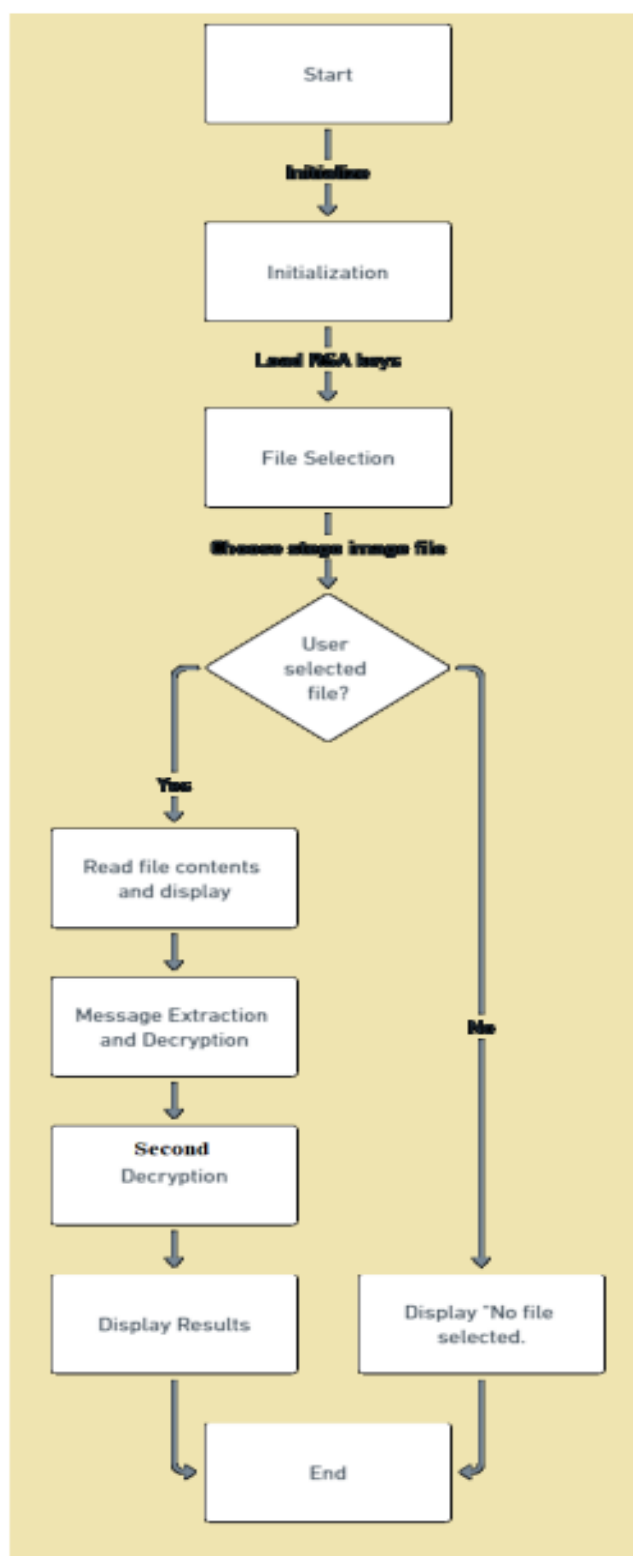 Start
Initialize
Initialization
Load RSA keys
File Selection
Choose stego image file
User
selected
file?
Yes
Read file contents
and display
Message Extraction
and Decryption
No
Second
Decryption
Display Results
Display "No file
selected.
End